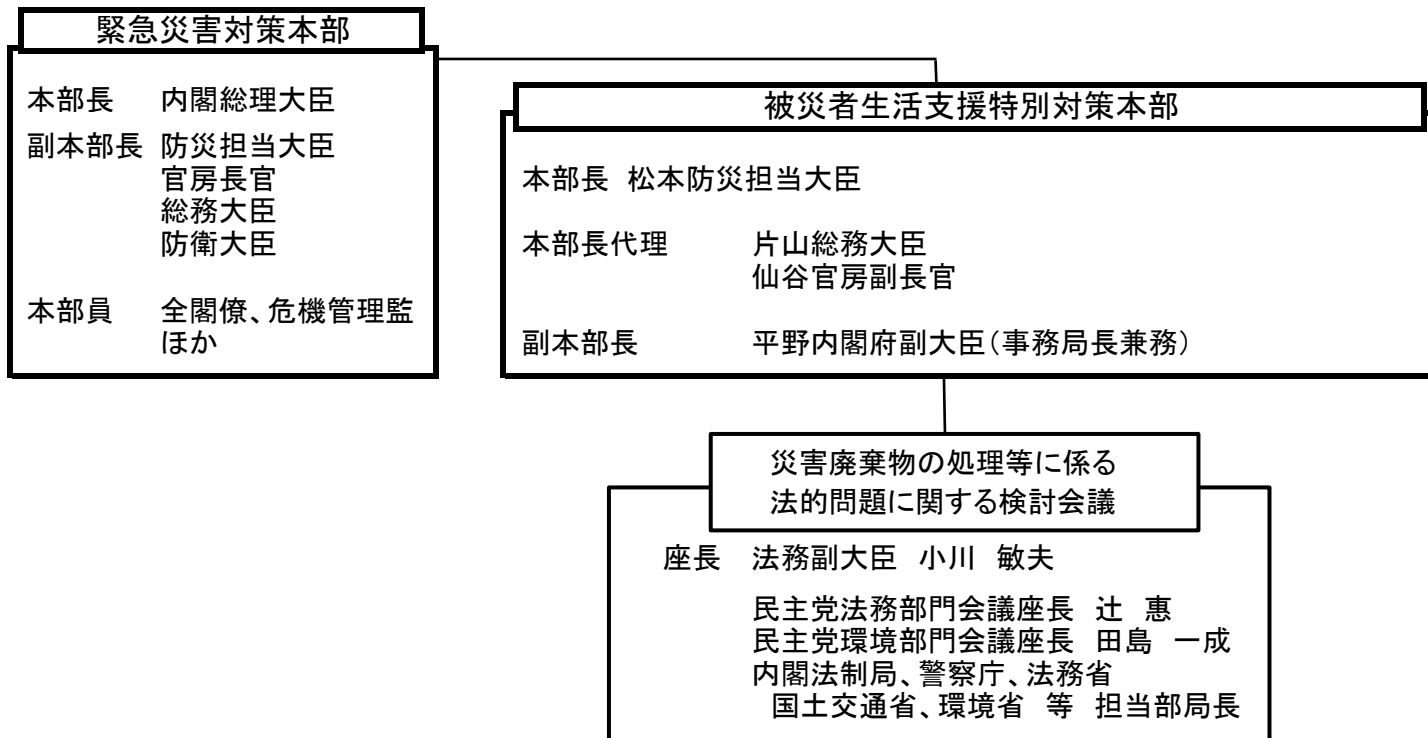 緊急災害対策本部
本部長 内閣総理大臣
副本部長 防災担当大臣
官房長官
総務大臣
防衛大臣
本部員 全閣僚、危機管理監
ほか
被災者生活支援特別対策本部
本部長 松本防災担当大臣
本部長代理 片山総務大臣
仙谷官房副長官
副本部長 平野内閣府副大臣(事務局長兼務)
災害廃棄物の処理等に係る
法的問題に関する検討会議
座長 法務副大臣 小川 敏夫
民主党法務部門会議座長 辻 惠
民主党環境部門会議座長 田島 一成
内閣法制局、警察庁、法務省
国土交通省、環境省 等 担当部局長